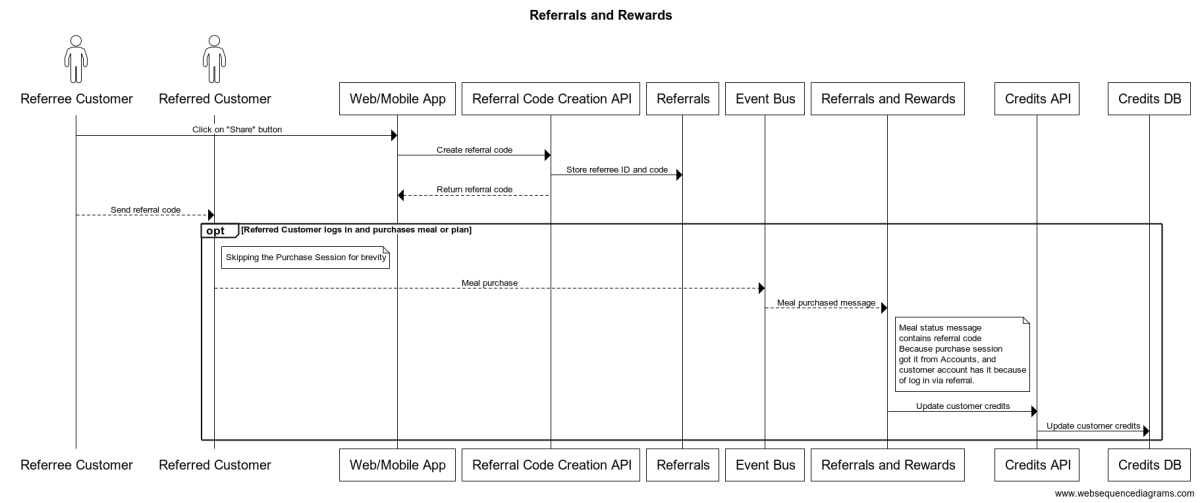 Referrals and Rewards
Referree Customer
Referred Customer
Web/Mobile App
Referral Code Creation API
Referrals
Event Bus
Referrals and Rewards
Credits API
Credits DB
Click on "Share" button
Create referral code
Store referree ID and code
Return referral code
Send referral code
opt
[Referred Customer logs in and purchases meal or plan]
Skipping the Purchase Session for brevity
Meal purchase
Meal purchased message
Meal status message
contains referral code
Because purchase session
got it from Accounts, and
customer account has it because
of log in via referral.
Update customer credits
Update customer credits
Referree Customer
Referred Customer
Web/Mobile App
Referral Code Creation API
Referrals
Event Bus
Referrals and Rewards
Credits API
Credits DB
www.websequencediagrams.com